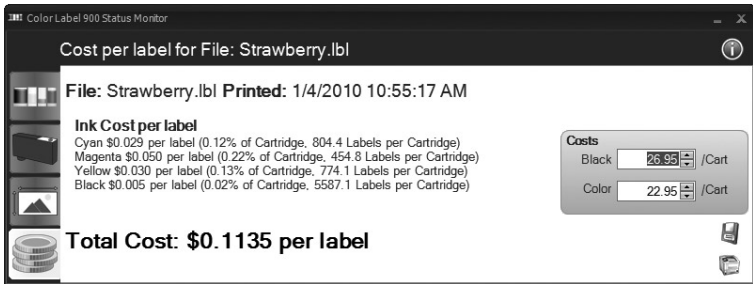 Color Label 900 Status Monitor
Cost per label for File: Strawberry.lbl
File: Strawberry.lbl Printed: 1/4/2010 10:55:17 AM
Ink Cost per label
Cyan $0.029 per label (0.12% of Cartridge, 804.4 Labels per Cartridge)
Magenta $0.050 per label (0.22% of Cartridge, 454.8 Labels per Cartridge)
Yellow $0.030 per label (0.13% of Cartridge, 774.1 Labels per Cartridge)
Black $0.005 per label (0.02% of Cartridge, 5587.1 Labels per Cartridge)
Costs
Black 26.95 /Cart
Color 22.95 /Cart
Total Cost: $0.1135 per label